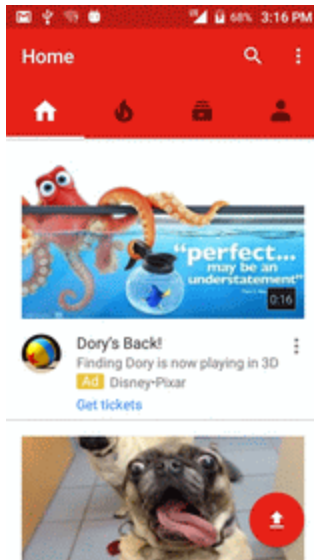 68% 3:16 PM
Home
"perfect...
may be an
understatement"
0:16
Dory's Back!
Finding Dory is now playing in 3D
Ad Disney•Pixar
Get tickets